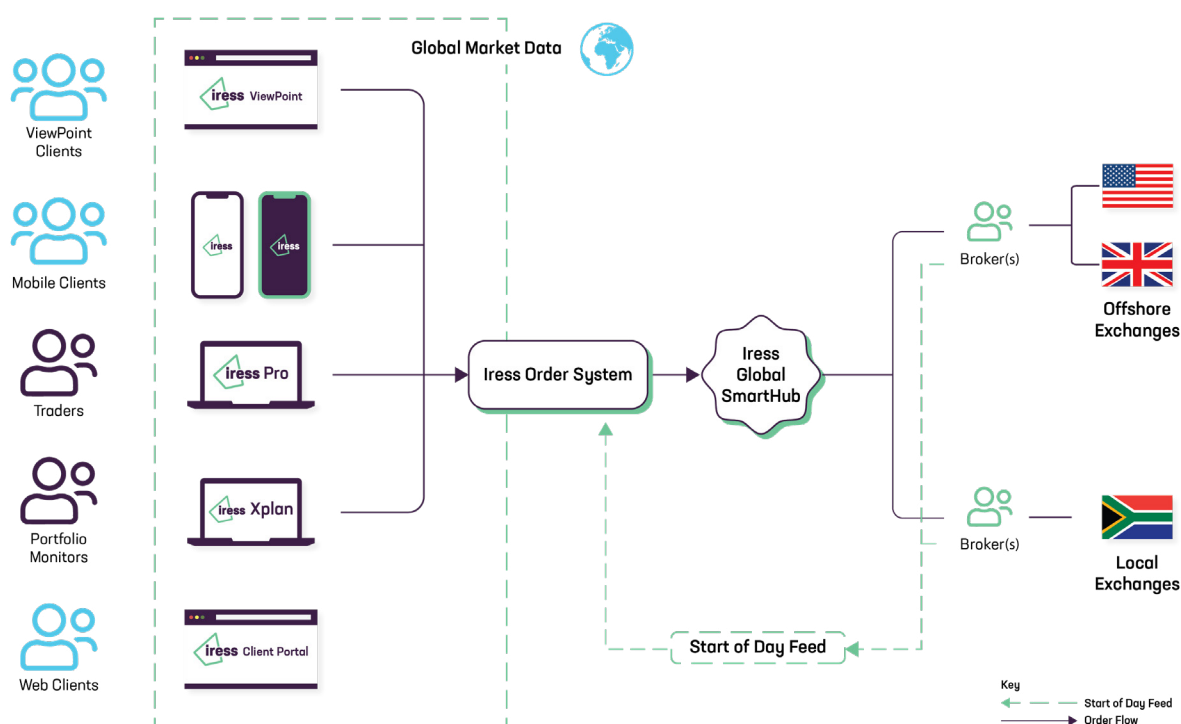 Global Market Data
ViewPoint
Clients
iress ViewPoint
Mobile Clients
iress
iress
Traders
iress Pro
Portfolio
Monitors
iress Xplan
Web Clients
iress Client Portal
Iress Order System
Iress
Global
SmartHub
Broker(s)
Offshore
Exchanges
Broker(s)
Local
Exchanges
Start of Day Feed
Key
Start of Day Feed
Order Flow